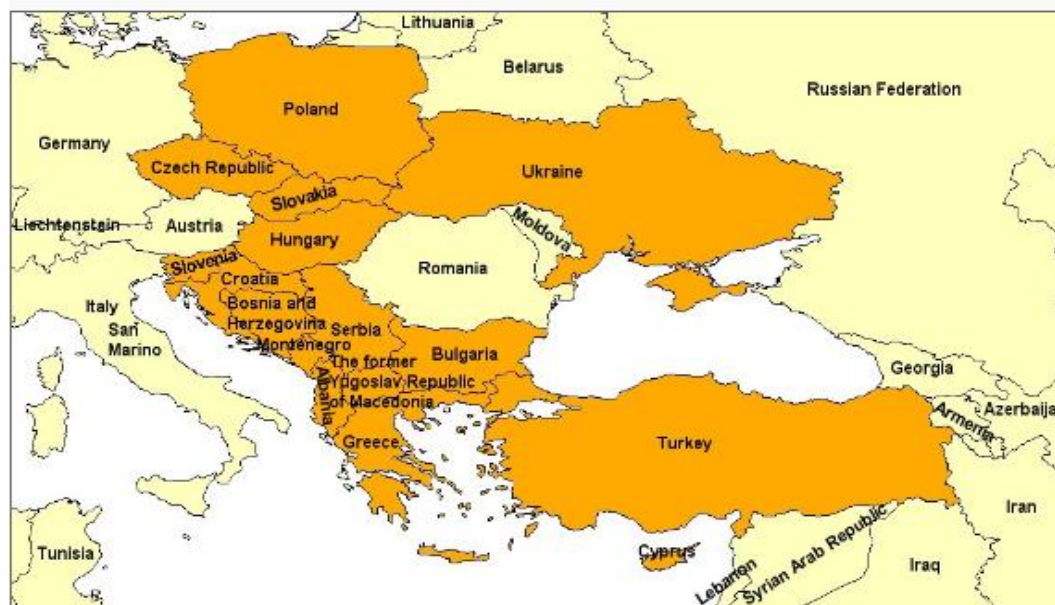 Lithuania
Belarus
Russian Federation
Poland
Germany
Czech Republic
Ukraine
Slovakia
Liechtenstein
Austria
Moldova
Hungary
Slovenia
Romania
Croatia
Italy
Bosnia and
Herzegovina
San
Marino
Serbia
Montenegro
Bulgaria
The former
Yugoslav Republic
of Macedonia
Albania
Georgia
Azerbaija
Armenia
Greece
Turkey
Iran
Cyprus
Lebanon
Syrian Arab Republic
Iraq
Tunisia